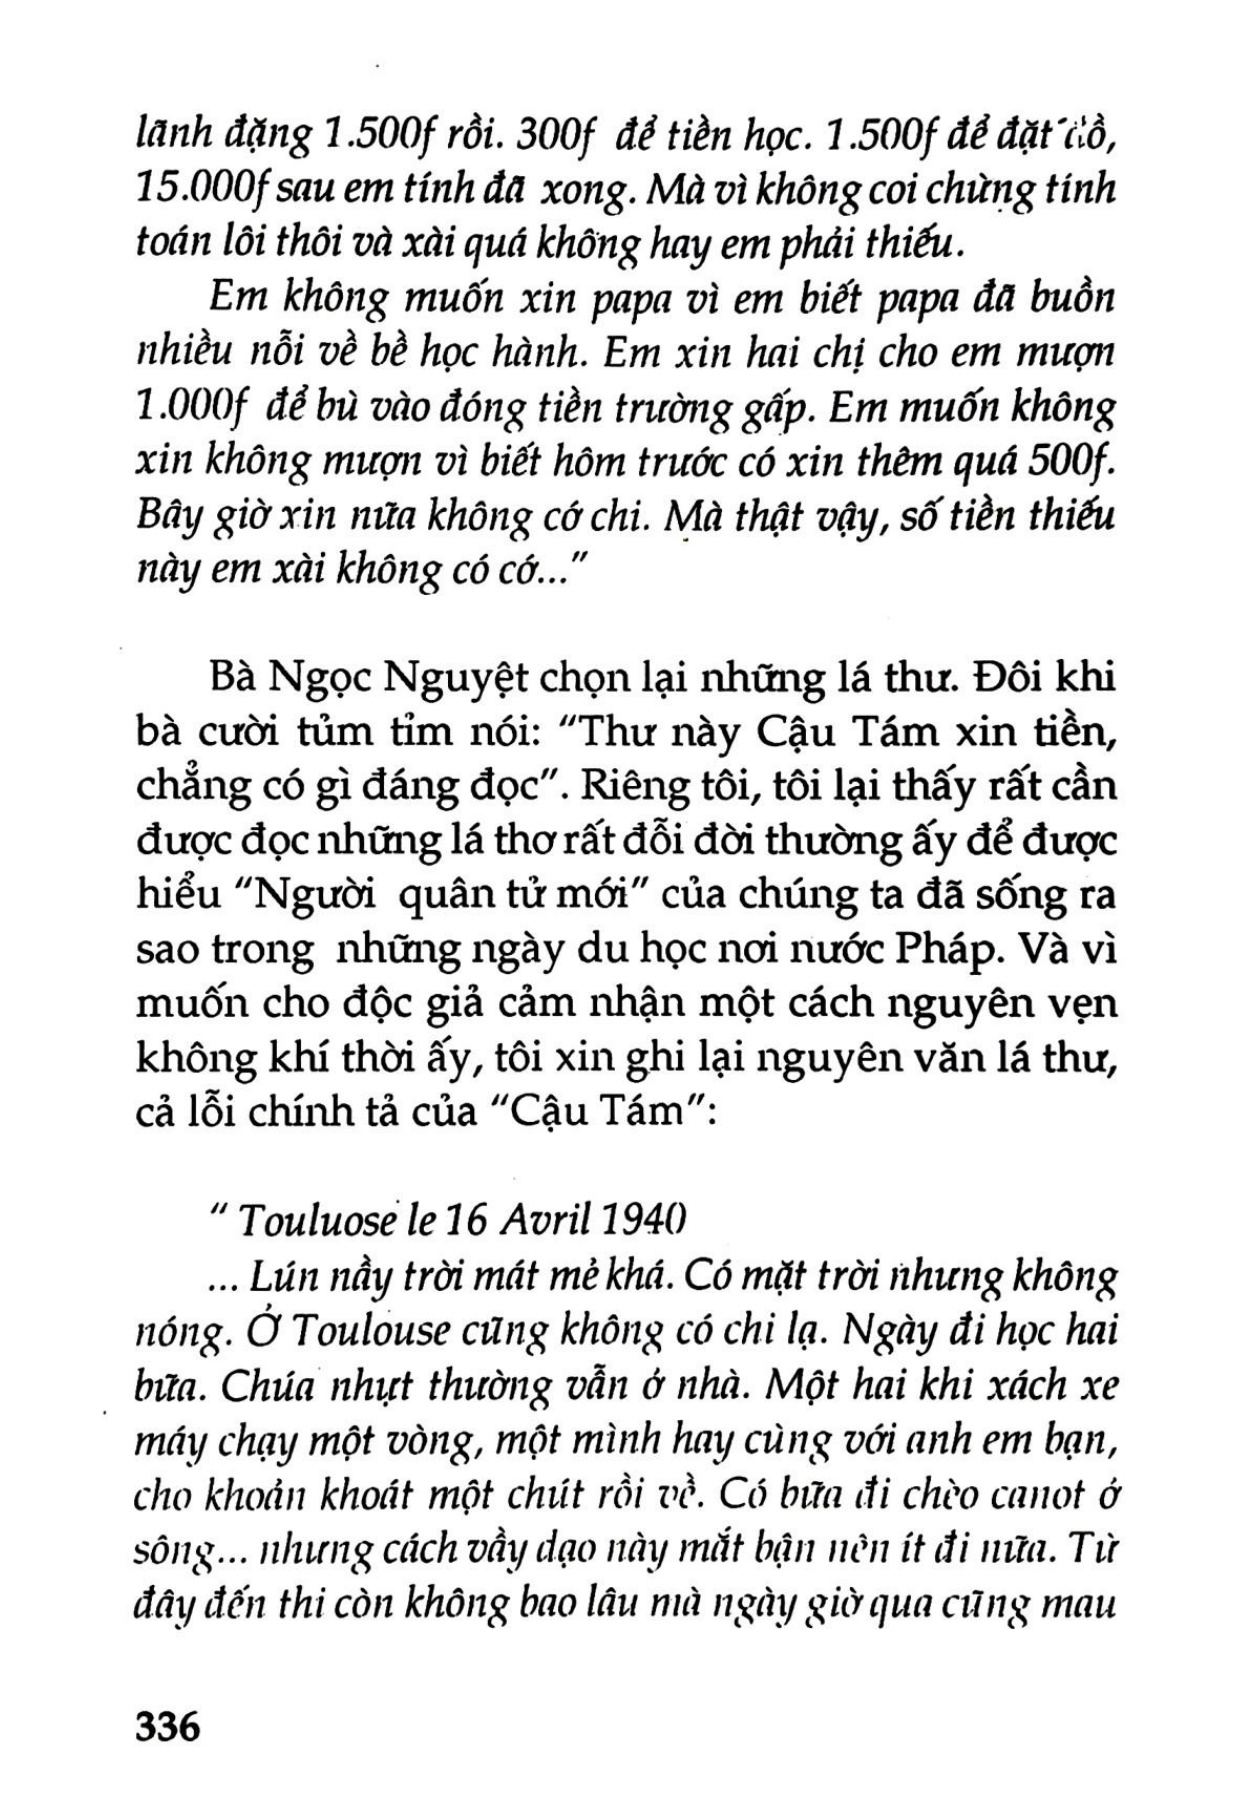 lãnh đặng 1.500f rồi. 300f để tiền học. 1.500f để đặt đồ,
15.000f sau em tính đã xong. Mà vì không coi chừng tính
toán lôi thôi và xài quá không hay em phải thiếu.
Em không muốn xin papa vì em biết papa đã buồn
nhiều nỗi về bề học hành. Em xin hai chị cho em mượn
1.000f để bù vào đóng tiền trường gấp. Em muốn không
xin không mượn vì biết hôm trước có xin thêm quá 500f.
Bây giờ xin nữa không cớ chi. Mà thật vậy, số tiền thiếu
này em xài không có cớ..."
Bà Ngọc Nguyệt chọn lại những lá thư. Đôi khi
bà cười tủm tỉm nói: "Thư này Cậu Tám xin tiền,
chẳng có gì đáng đọc". Riêng tôi, tôi lại thấy rất cần
được đọc những lá thơ rất đỗi đời thường ấy để được
hiểu "Người quân tử mới" của chúng ta đã sống ra
sao trong những ngày du học nơi nước Pháp. Và vì
muốn cho độc giả cảm nhận một cách nguyên vẹn
không khí thời ấy, tôi xin ghi lại nguyên văn lá thư,
cả lỗi chính tả của "Cậu Tám":
" Touluose le 16 Avril 1940
... Lún nầy trời mát mẻ khá. Có mặt trời nhưng không
nóng. Ở Toulouse cũng không có chi lạ. Ngày đi học hai
bữa. Chúa nhựt thường vẫn ở nhà. Một hai khi xách xe
máy chạy một vòng, một mình hay cùng với anh em bạn,
cho khoản khoát một chút rồi về. Có bữa đi chèo canot ở
sông... nhưng cách vầy dạo này mắt bận nên ít đi nữa. Từ
đây đến thi còn không bao lâu mà ngày giờ qua cũng mau
336